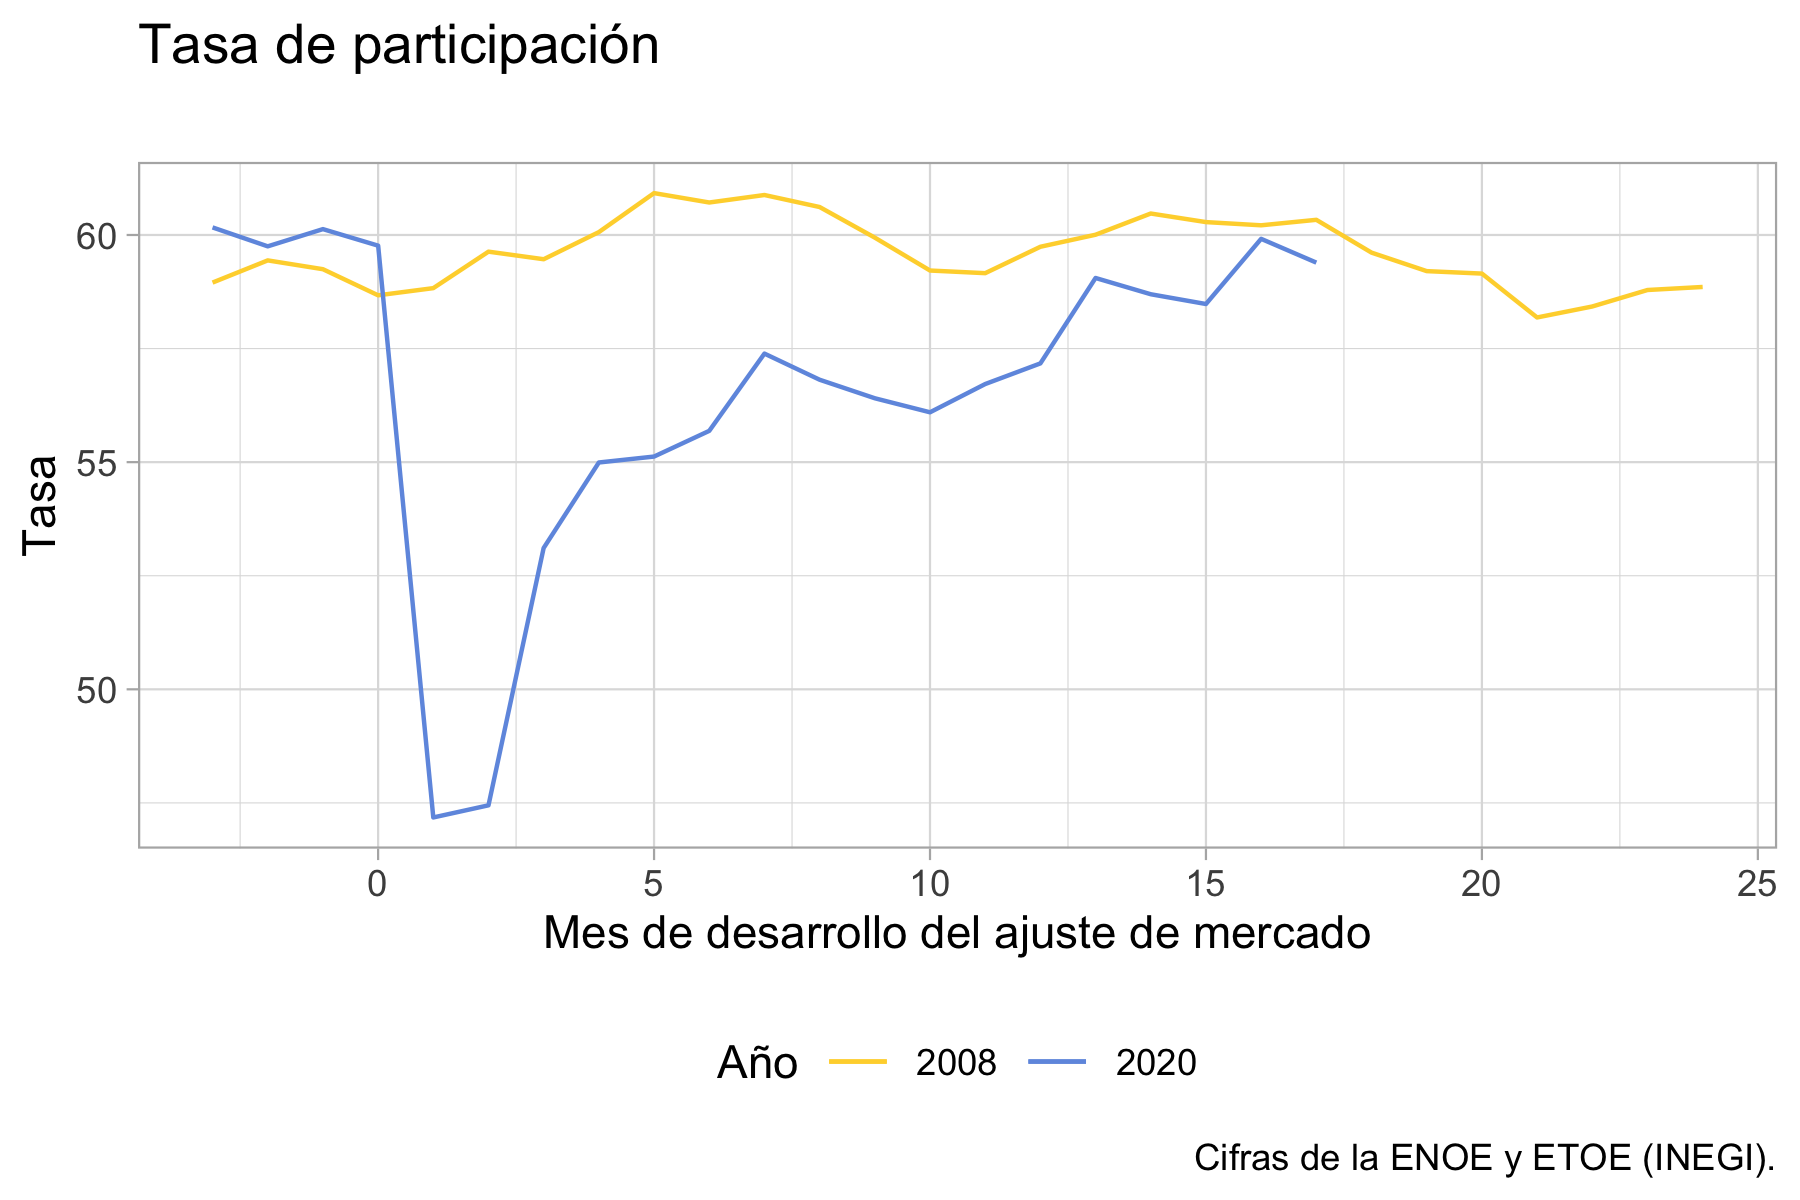 Tasa de participación
60
55
50
Tasa
0 5 10 15 20 25
Mes de desarrollo del ajuste de mercado
Año 2008 2020
Cifras de la ENOE y ETOE (INEGI).